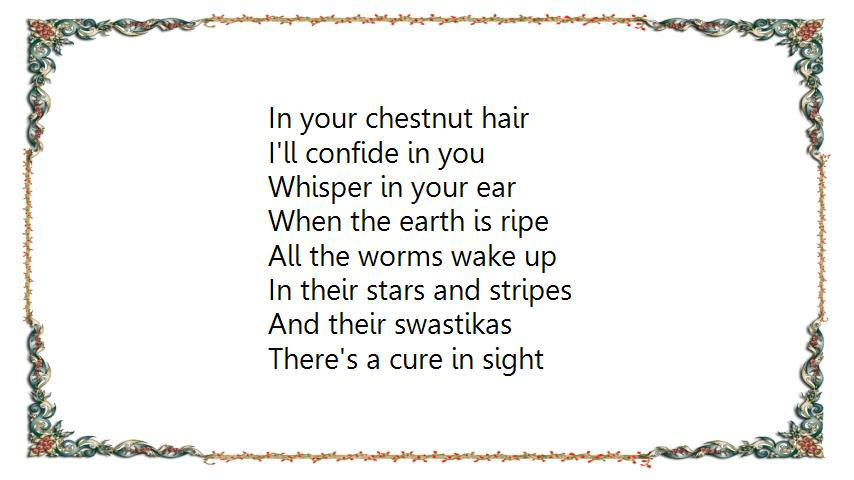 In your chestnut hair
I'll confide in you
Whisper in your ear
When the earth is ripe
All the worms wake up
In their stars and stripes
And their swastikas
There's a cure in sight